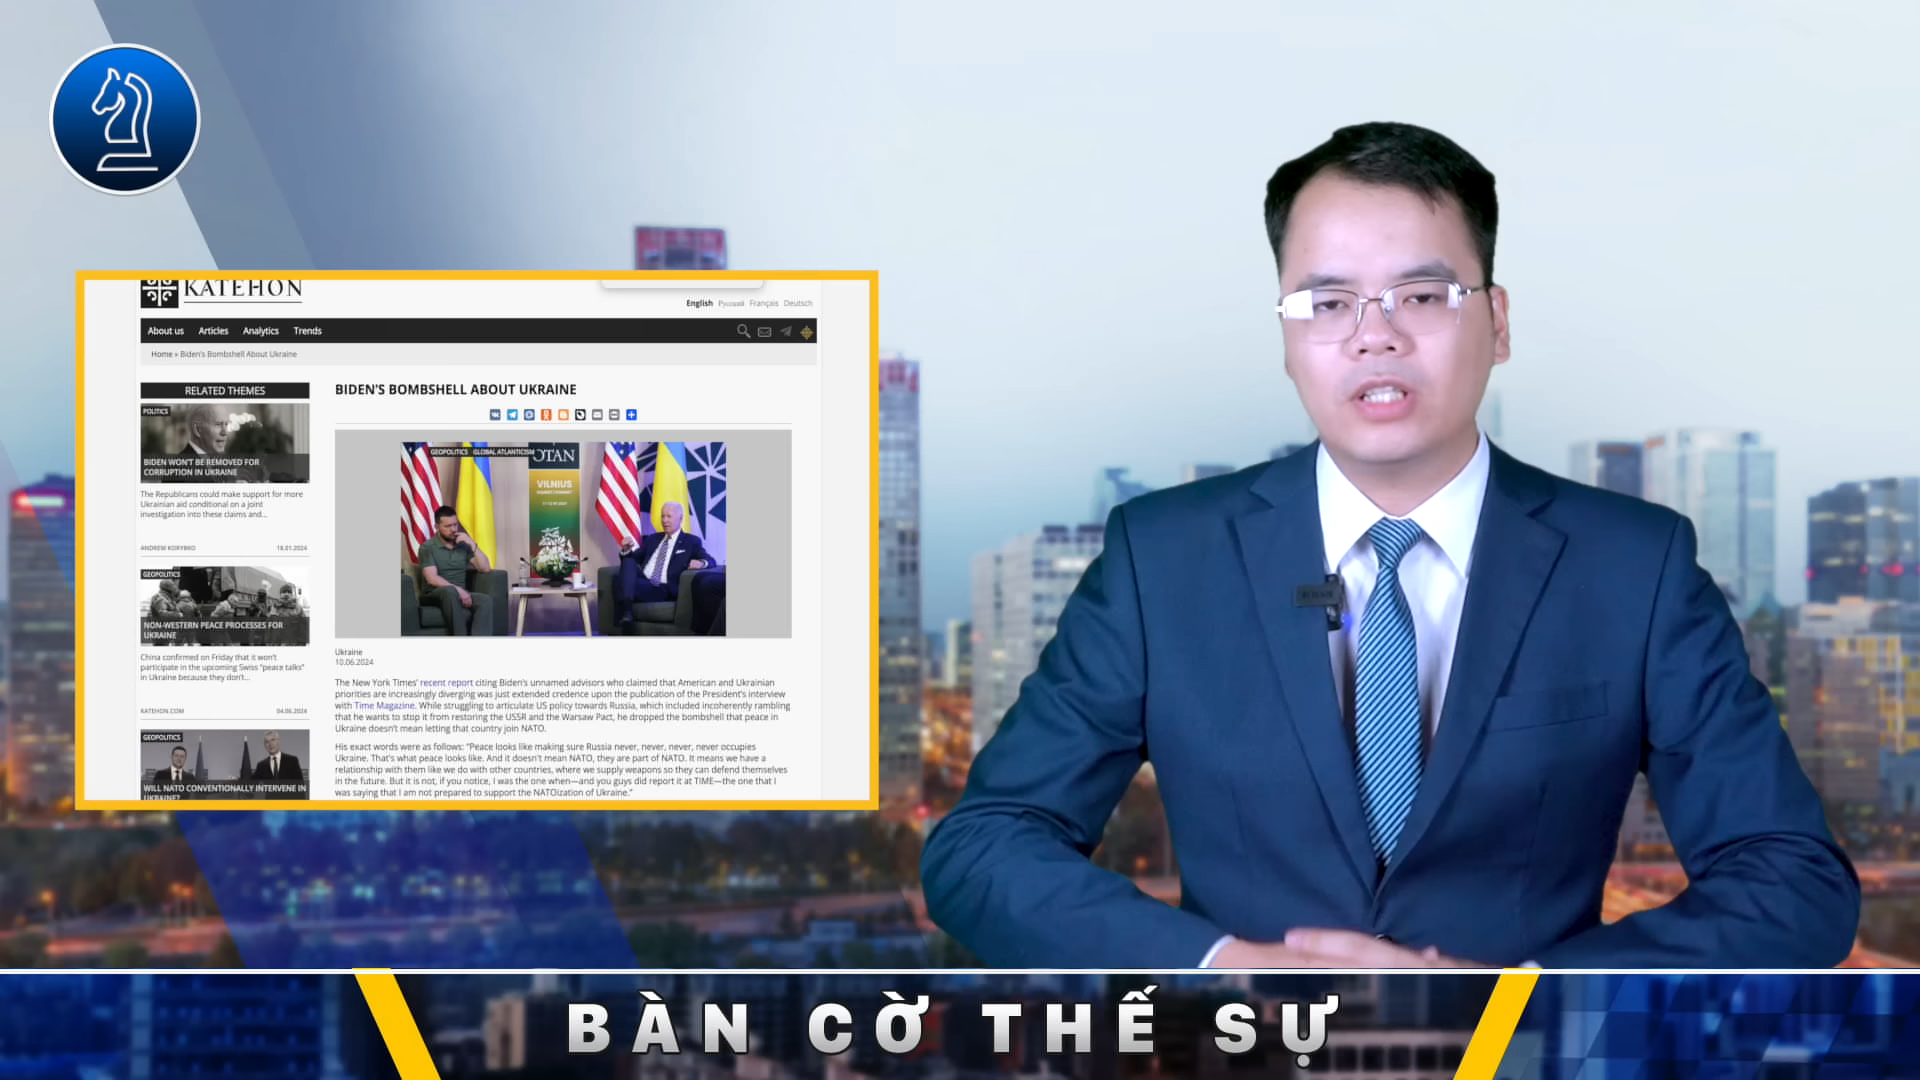 KATEHON
English Русский Français Deutsch
About us Articles Analytics Trends
Home » Biden's Bombshell About Ukraine
RELATED THEMES
POLITICS
BIDEN WON'T BE REMOVED FOR
CORRUPTION IN UKRAINE
The Republicans could make support for more
Ukrainian aid conditional on a joint
investigation into these claims and...
ANDREW KORYBKO 18.01.2024
GEOPOLITICS
NON-WESTERN PEACE PROCESSES FOR
UKRAINE
China confirmed on Friday that it won't
participate in the upcoming Swiss "peace talks"
in Ukraine because they don't...
KATEHON.COM 04.06.2024
GEOPOLITICS
WILL NATO CONVENTIONALLY INTERVENE IN
UKRAINE?
BIDEN'S BOMBSHELL ABOUT UKRAINE
GEOPOLITICS GLOBAL ATLANTICISM
OTAN
VILNIUS
Ukraine
10.06.2024
The New York Times' recent report citing Biden's unnamed advisors who claimed that American and Ukrainian
priorities are increasingly diverging was just extended credence upon the publication of the President's interview
with Time Magazine. While struggling to articulate US policy towards Russia, which included incoherently rambling
that he wants to stop it from restoring the USSR and the Warsaw Pact, he dropped the bombshell that peace in
Ukraine doesn't mean letting that country join NATO.
His exact words were as follows: "Peace looks like making sure Russia never, never, never, never occupies
Ukraine. That's what peace looks like. And it doesn't mean NATO, they are part of NATO. It means we have a
relationship with them like we do with other countries, where we supply weapons so they can defend themselves
in the future. But it is not, if you notice, I was the one when—and you guys did report it at TIME—the one that I
was saying that I am not prepared to support the NATOization of Ukraine."
BÀN CỜ THẾ SỰ